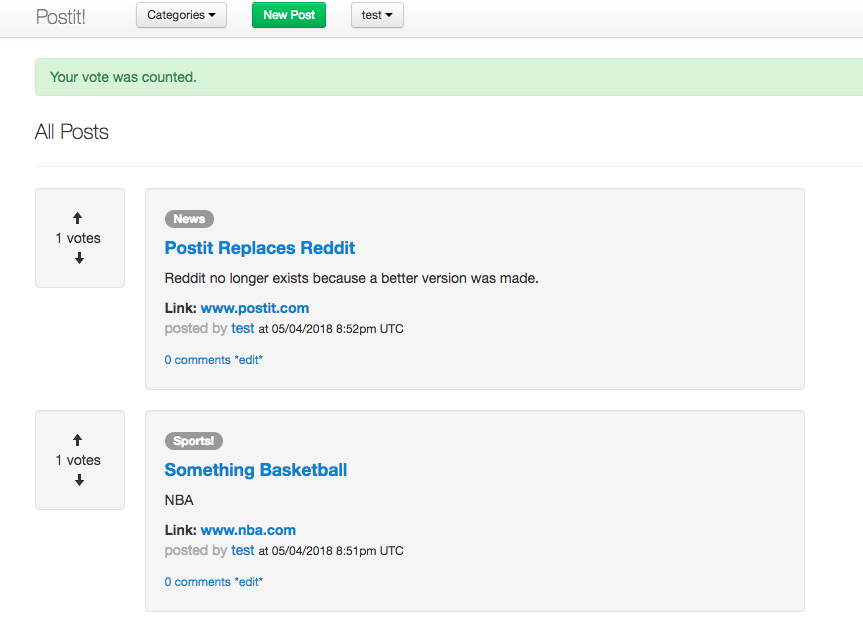 Postit!
Categories
New Post
test
Your vote was counted.
All Posts
1 votes
News
Postit Replaces Reddit
Reddit no longer exists because a better version was made.
Link: www.postit.com
posted by test at 05/04/2018 8:52pm UTC
0 comments *edit*
1 votes
Sports!
Something Basketball
NBA
Link: www.nba.com
posted by test at 05/04/2018 8:51pm UTC
0 comments *edit*